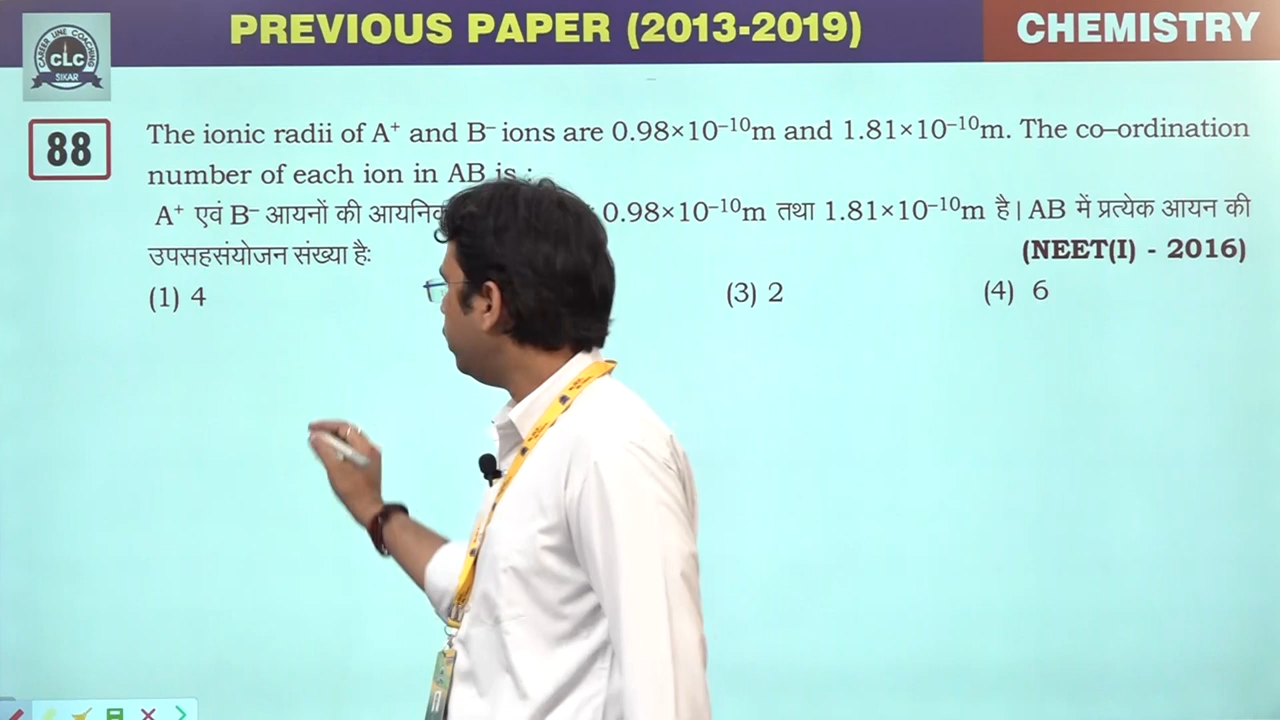 PREVIOUS PAPER (2013-2019)
CHEMISTRY
CAREER LINE COACHING
CLC
SIKAR
88
The ionic radii of A⁺ and B⁻ ions are 0.98×10⁻¹⁰m and 1.81×10⁻¹⁰m. The co–ordination
number of each ion in AB is :
A⁺ एवं B⁻ आयनों की 0.98×10⁻¹⁰m तथा 1.81×10⁻¹⁰m है। AB में प्रत्येक आयन की
उपसहसंयोजन संख्या है:
(NEET(I) - 2016)
(1) 4
(3) 2
(4) 6